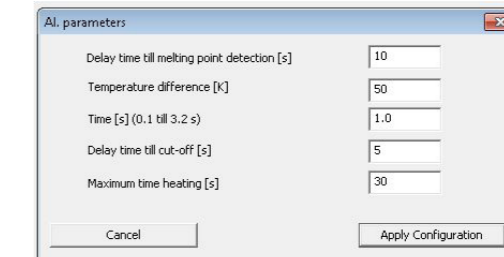 Al. parameters
Delay time till melting point detection [s] 10
Temperature difference [K] 50
Time [s] (0.1 till 3.2 s) 1.0
Delay time till cut-off [s] 5
Maximum time heating [s] 30
Cancel Apply Configuration